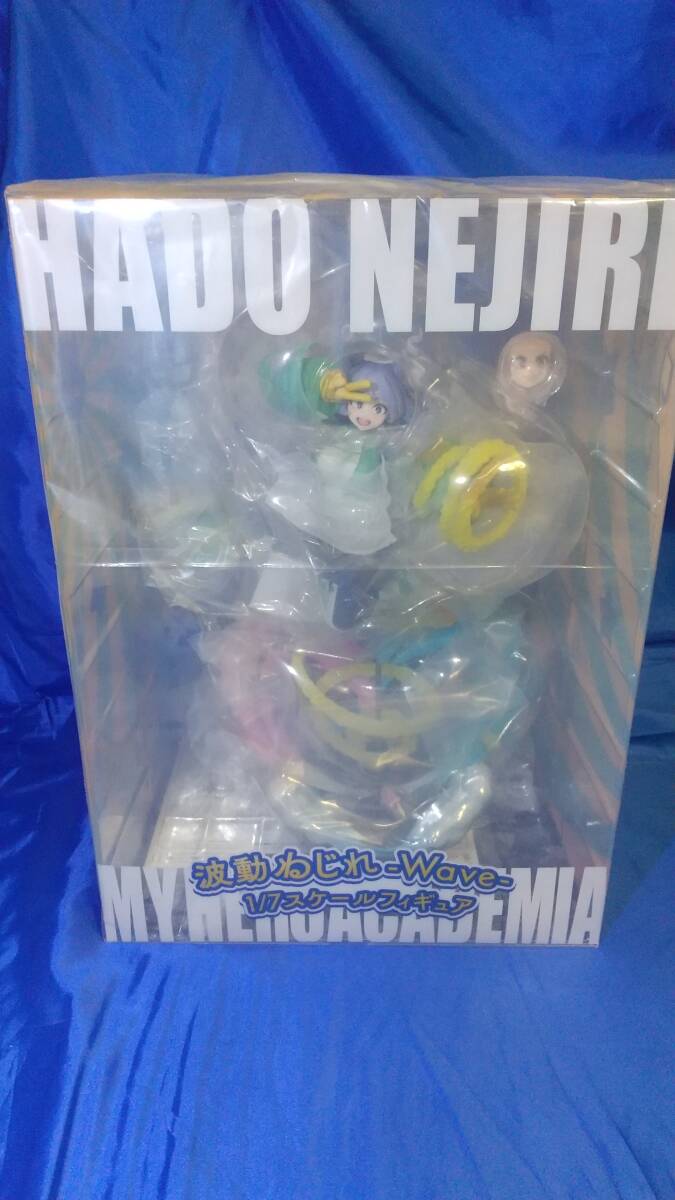 HADO NEJIRE
波動ねじれ-Wave-
1/7スケールフィギュア
MY HERO ACADEMIA